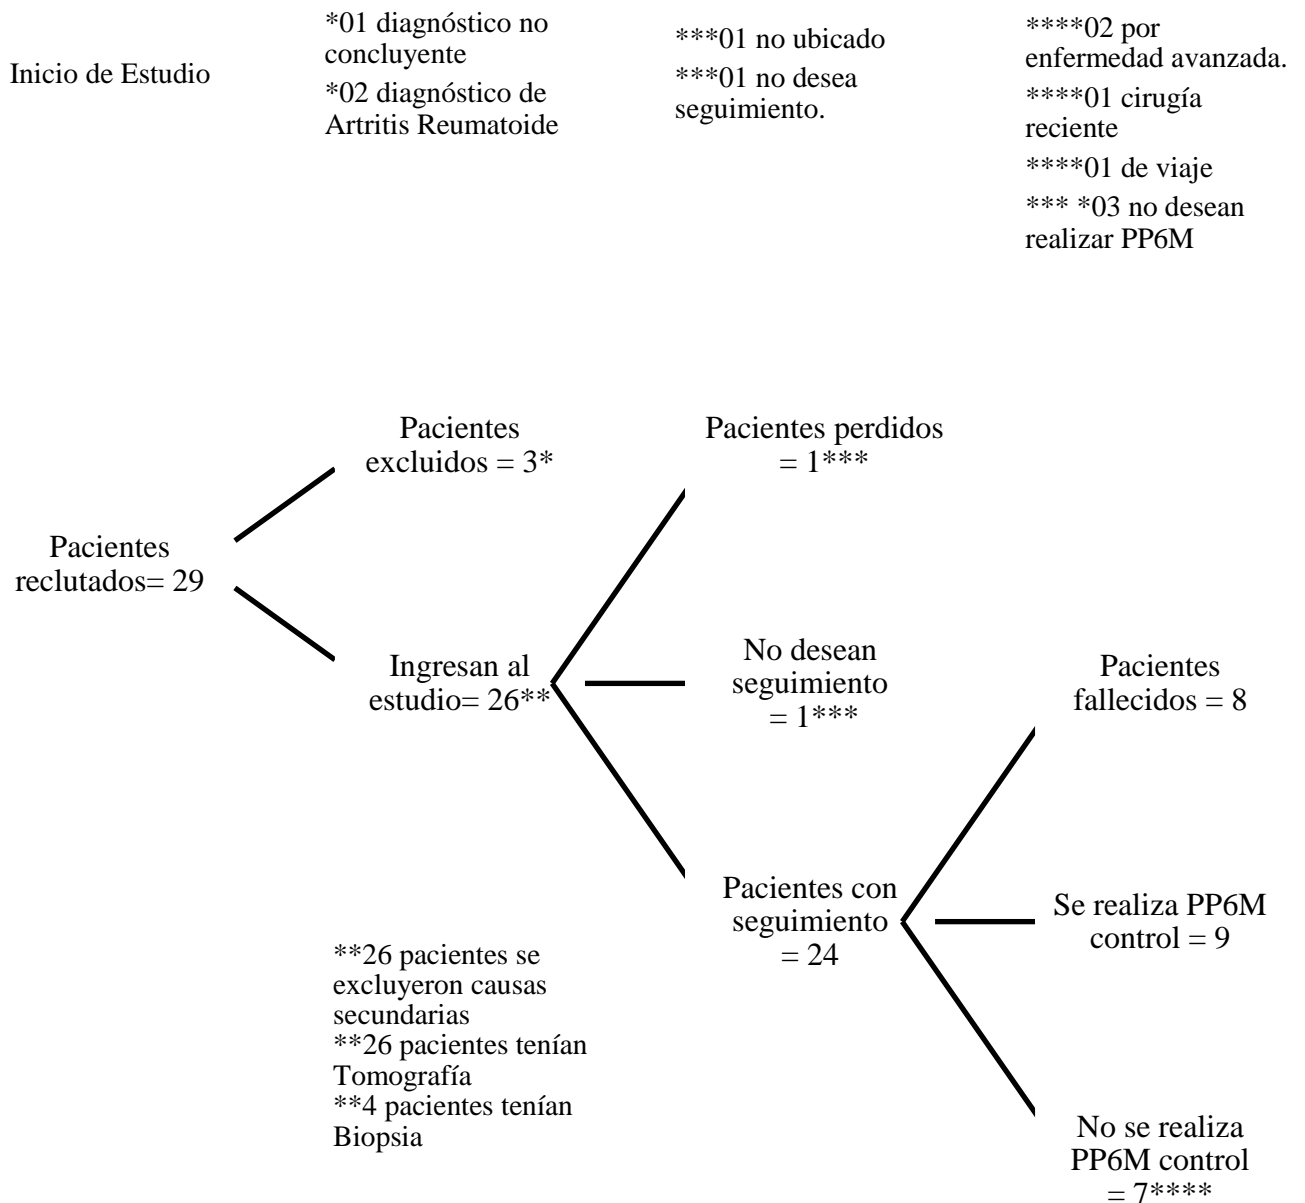 Inicio de Estudio
*01 diagnóstico no
concluyente
*02 diagnóstico de
Artritis Reumatoide
***01 no ubicado
***01 no desea
seguimiento.
****02 por
enfermedad avanzada.
****01 cirugía
reciente
****01 de viaje
*** *03 no desean
realizar PP6M
Pacientes
reclutados= 29
Pacientes
excluidos = 3*
Ingresan al
estudio= 26**
**26 pacientes se
excluyeron causas
secundarias
**26 pacientes tenían
Tomografía
**4 pacientes tenían
Biopsia
Pacientes perdidos
= 1***
No desean
seguimiento
= 1***
Pacientes con
seguimiento
= 24
Pacientes
fallecidos = 8
Se realiza PP6M
control = 9
No se realiza
PP6M control
= 7****